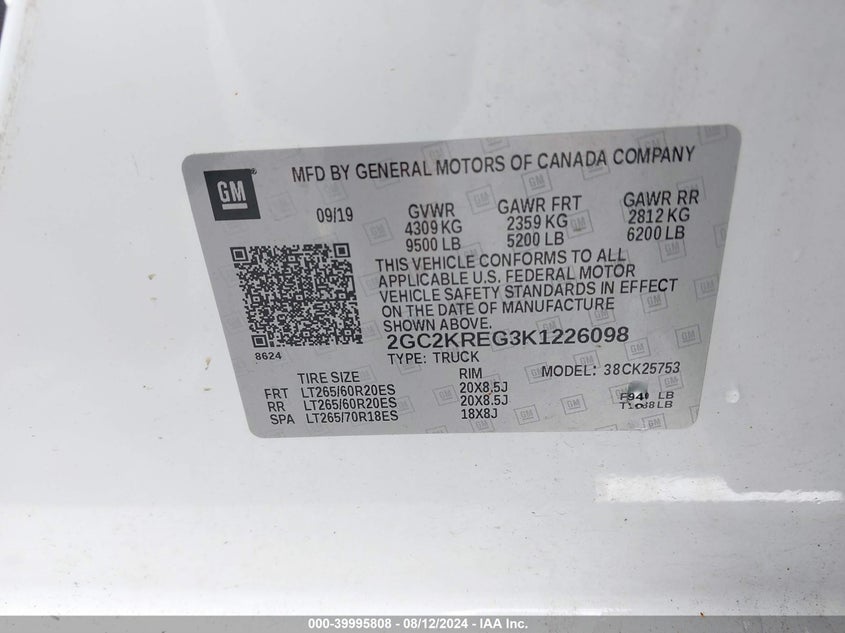 GM
MFD BY GENERAL MOTORS OF CANADA COMPANY
09/19
GVWR
4309 KG
9500 LB
GAWR FRT
2359 KG
5200 LB
GAWR RR
2812 KG
6200 LB
THIS VEHICLE CONFORMS TO ALL
APPLICABLE U.S. FEDERAL MOTOR
VEHICLE SAFETY STANDARDS IN EFFECT
ON THE DATE OF MANUFACTURE
SHOWN ABOVE.
8624
2GC2KREG3K1226098
TYPE: TRUCK
MODEL: 38CK25753
TIRE SIZE
RIM
FRT LT265/60R20ES 20X8.5J
RR LT265/60R20ES 20X8.5J
SPA LT265/70R18ES 18X8J
LB
LB
000-39995808 - 08/12/2024 - IAA Inc.